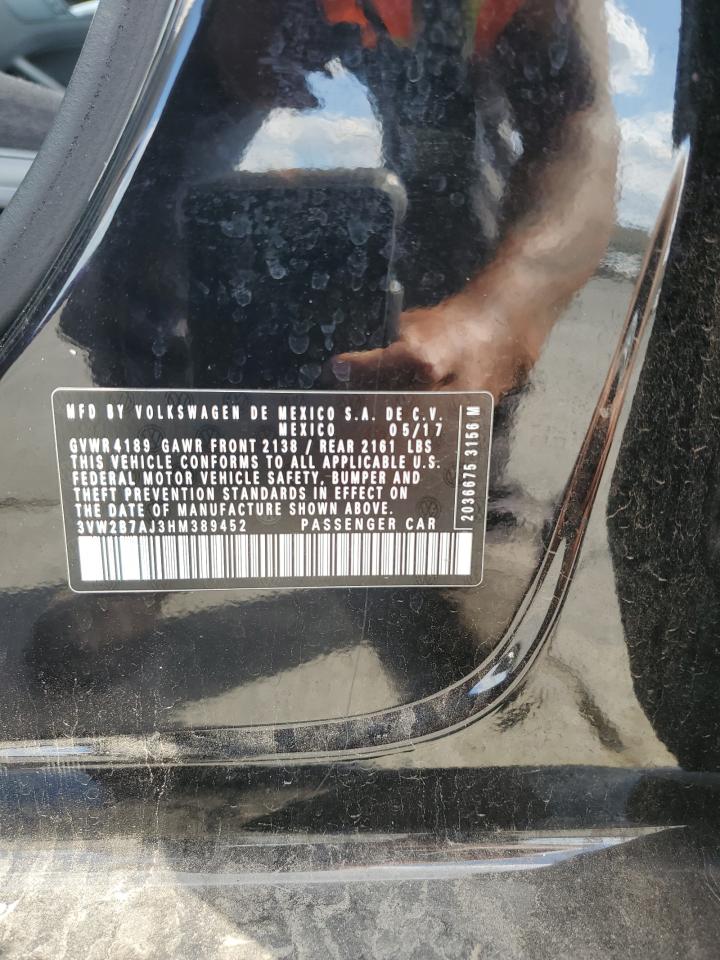 MFD BY VOLKSWAGEN DE MEXICO S.A. DE C.V.
MEXICO 05/17
GVWR 4189 GAWR FRONT 2138 / REAR 2161 LBS
THIS VEHICLE CONFORMS TO ALL APPLICABLE U.S.
FEDERAL MOTOR VEHICLE SAFETY, BUMPER AND
THEFT PREVENTION STANDARDS IN EFFECT ON
THE DATE OF MANUFACTURE SHOWN ABOVE.
3VW2B7AJ3HM389452 PASSENGER CAR
2036675 3156 M